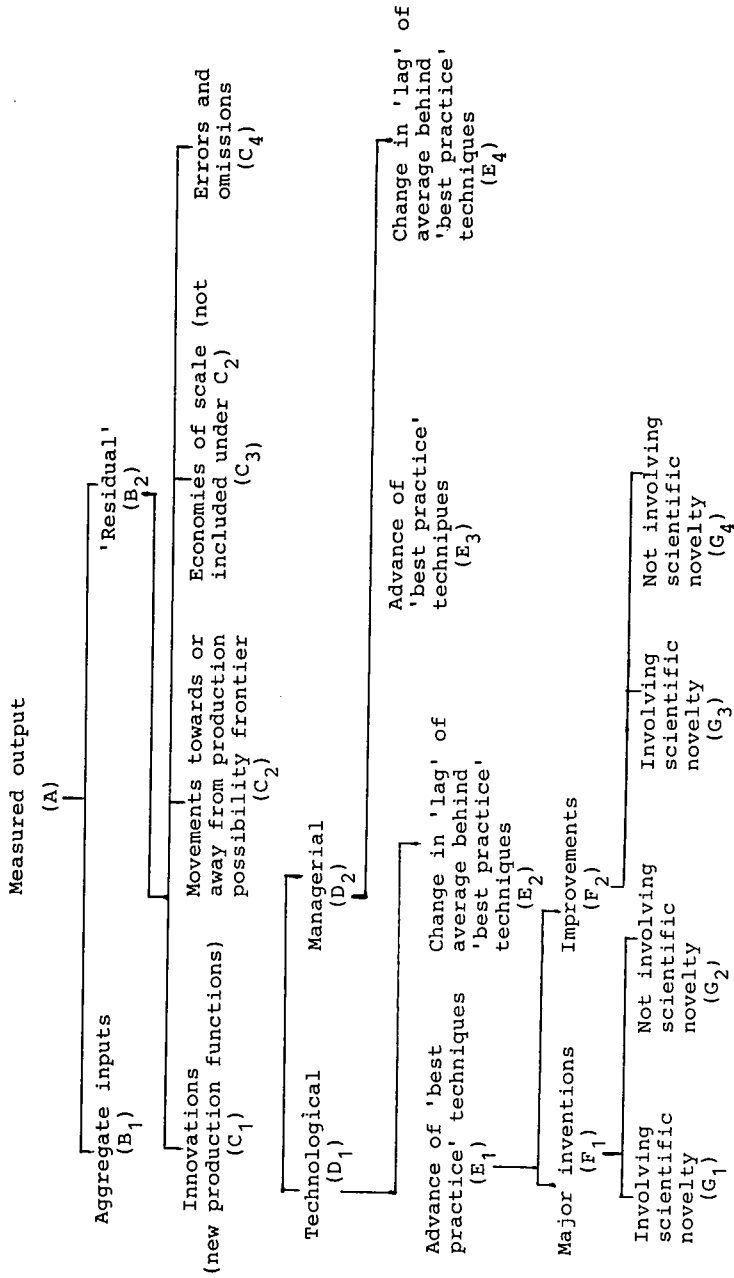 Measured output
(A)
Aggregate inputs
(B1)
'Residual'
(B2)
Innovations
(new production functions)
(C1)
Movements towards or
away from production
possibility frontier
(C2)
Economies of scale (not
included under C2)
(C3)
Errors and
omissions
(C4)
Technological
(D1)
Managerial
(D2)
Advance of 'best
practice' techniques
(E1)
Change in 'lag' of
average behind
'best practice'
techniques
(E2)
Advance of
'best practice'
technipues
(E3)
Change in 'lag' of
average behind
'best practice'
techniques
(E4)
Major inventions
(F1)
Improvements
(F2)
Involving
scientific
novelty
(G1)
Not involving
scientific
novelty
(G2)
Involving
scientific
novelty
(G3)
Not involving
scientific
novelty
(G4)